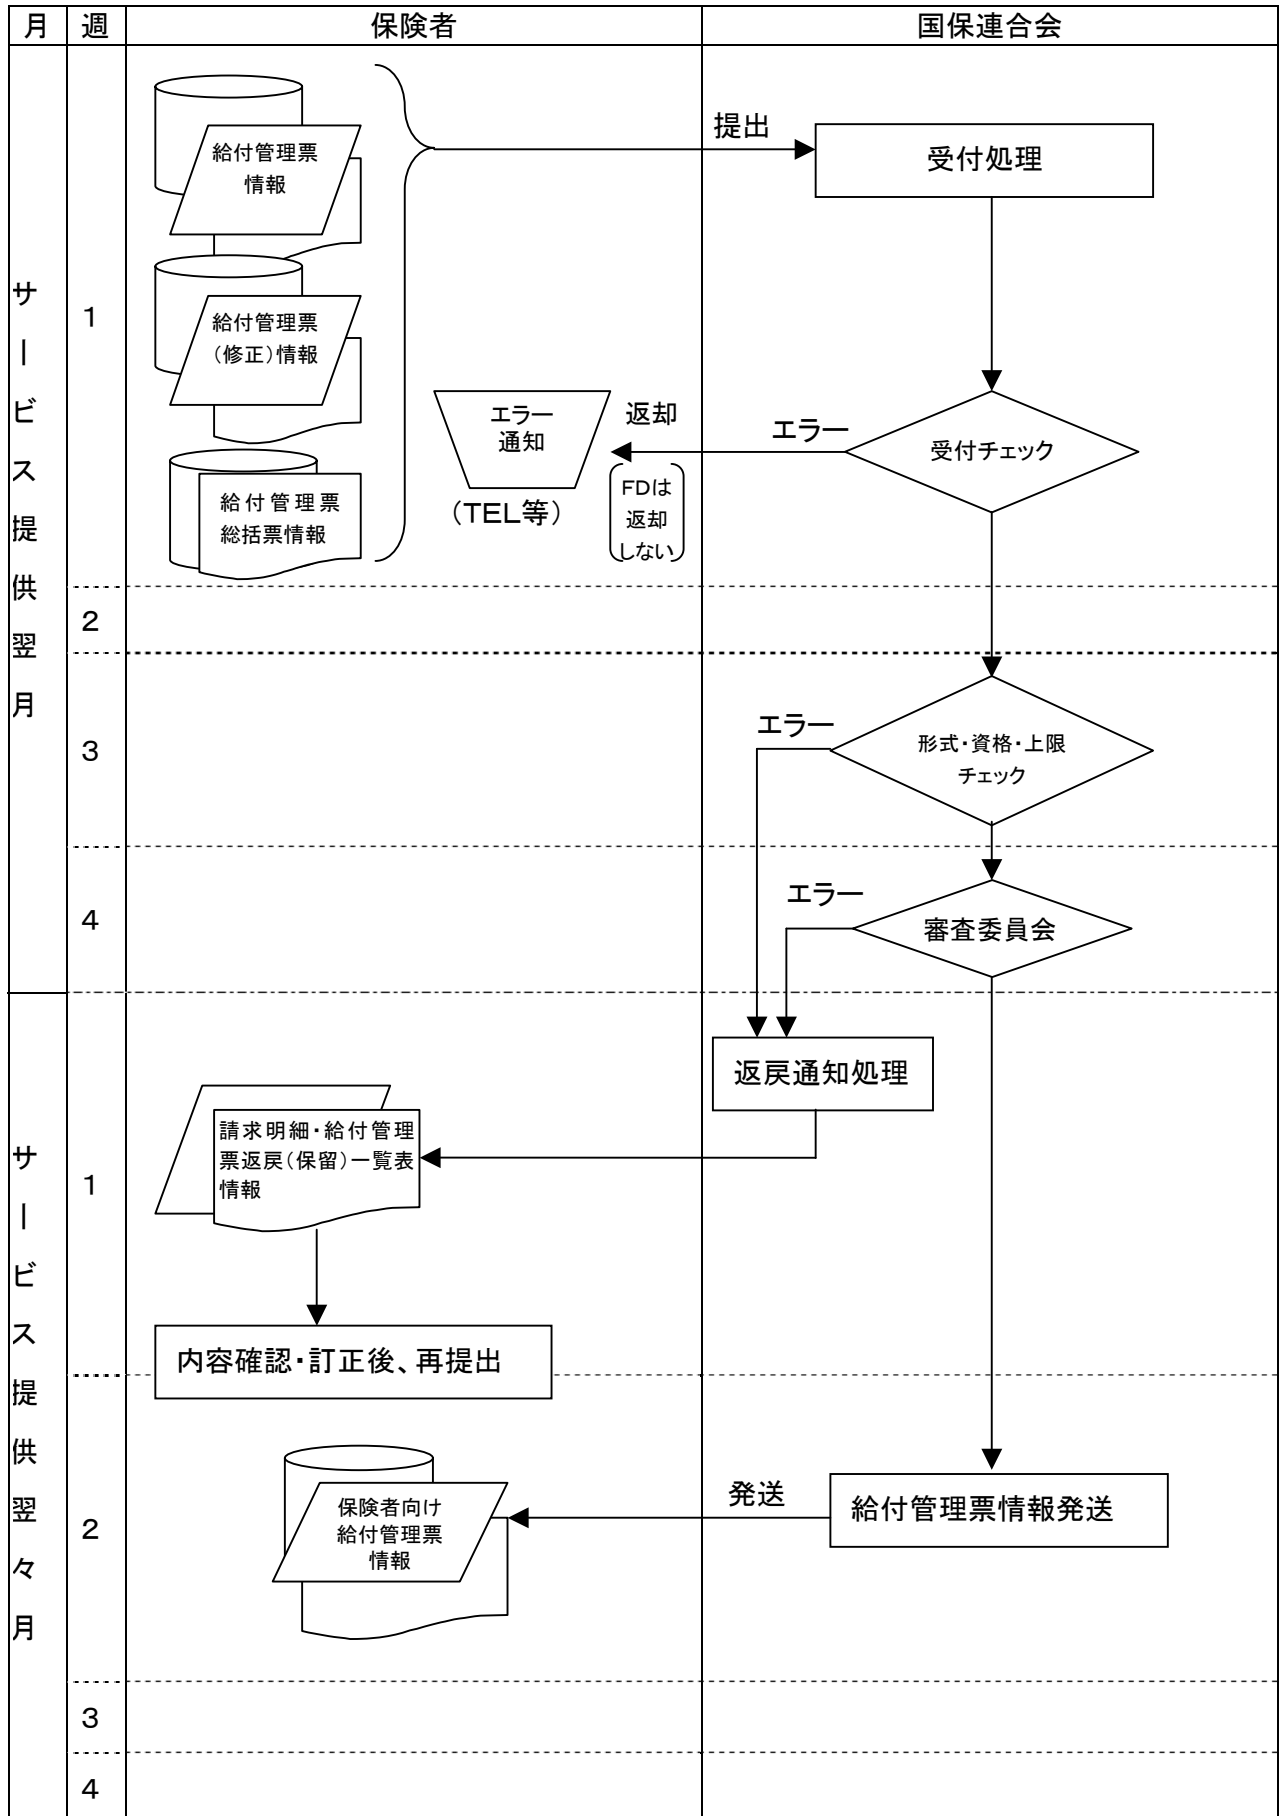 月 週 保険者 国保連合会
サービス提供翌月
1
給付管理票
情報
提出
受付処理
給付管理票
（修正）情報
エラー
通知
（TEL等）
返却
FDは
返却
しない
エラー
受付チェック
給付管理票
総括票情報
2
3
エラー
形式・資格・上限
チェック
4
エラー
審査委員会
サービス提供翌々月
1
返戻通知処理
請求明細・給付管理
票返戻（保留）一覧表
情報
内容確認・訂正後、再提出
2
保険者向け
給付管理票
情報
発送
給付管理票情報発送
3
4